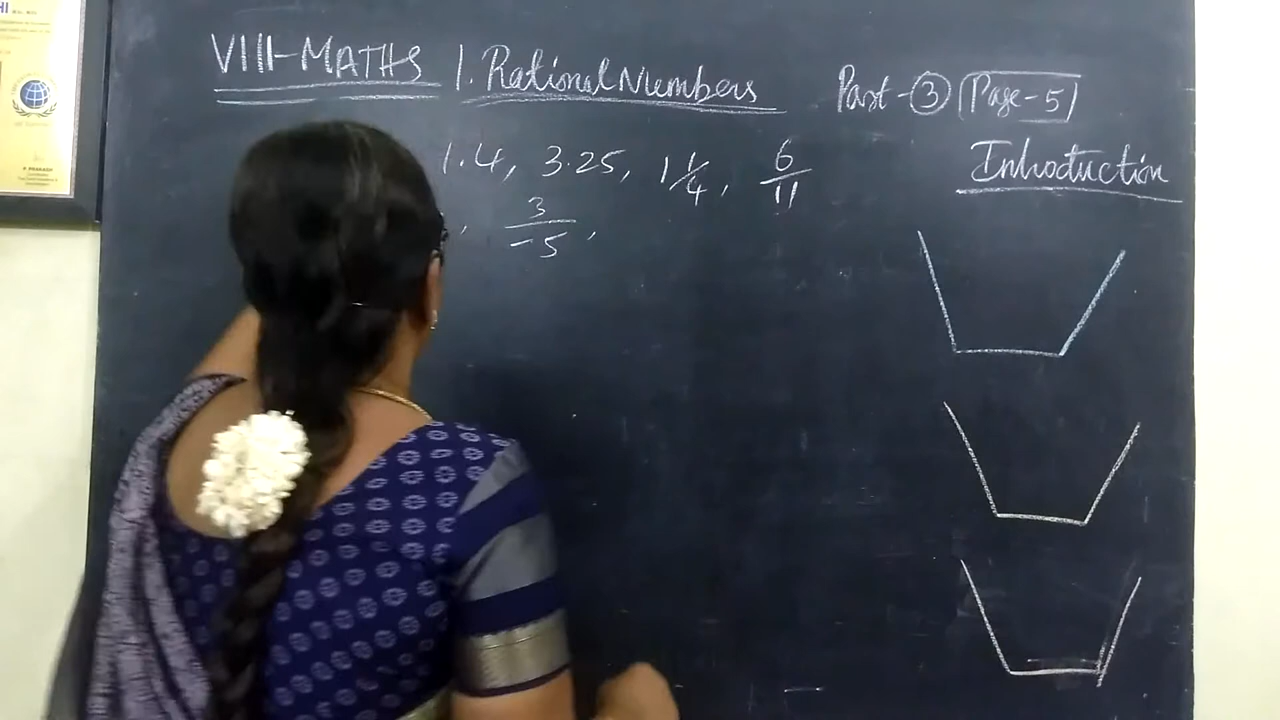 VIII-MATHS 1. Rational Numbers Part-③ Page-5
Introduction
1.4, 3.25, 1 1/4, 6/11
, 3/-5,